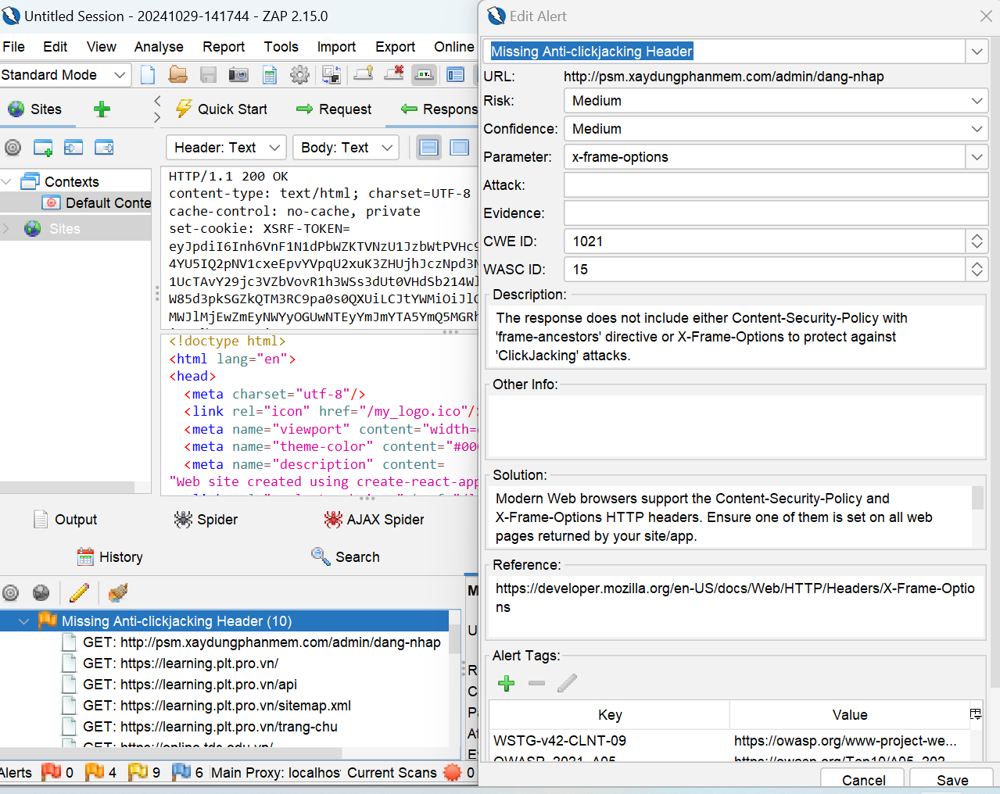 Untitled Session - 20241029-141744 - ZAP 2.15.0
File Edit View Analyse Report Tools Import Export Online
Standard Mode
Sites
Quick Start
Request
Respons
Header: Text
Body: Text
Contexts
Default Conte
Sites
HTTP/1.1 200 OK
content-type: text/html; charset=UTF-8
cache-control: no-cache, private
set-cookie: XSRF-TOKEN=
<!doctype html>
<html lang="en">
<head>
<meta charset="utf-8"/>
<link rel="icon" href="/my_logo.ico"/
<meta name="viewport" content="width=
<meta name="theme-color" content="#00
<meta name="description" content=
"Web site created using create-react-app
Output
Spider
AJAX Spider
History
Search
Missing Anti-clickjacking Header (10)
GET: http://psm.xaydungphanmem.com/admin/dang-nhap
GET: https://learning.plt.pro.vn/
GET: https://learning.plt.pro.vn/api
GET: https://learning.plt.pro.vn/sitemap.xml
GET: https://learning.plt.pro.vn/trang-chu
Alerts 0 4 9 6 Main Proxy: localhos Current Scans 0
Edit Alert
Missing Anti-clickjacking Header
URL: http://psm.xaydungphanmem.com/admin/dang-nhap
Risk: Medium
Confidence: Medium
Parameter: x-frame-options
Attack:
Evidence:
CWE ID: 1021
WASC ID: 15
Description:
The response does not include either Content-Security-Policy with
'frame-ancestors' directive or X-Frame-Options to protect against
'ClickJacking' attacks.
Other Info:
Solution:
Modern Web browsers support the Content-Security-Policy and
X-Frame-Options HTTP headers. Ensure one of them is set on all web
pages returned by your site/app.
Reference:
https://developer.mozilla.org/en-US/docs/Web/HTTP/Headers/X-Frame-Optio
ns
Alert Tags:
Key Value
WSTG-v42-CLNT-09 https://owasp.org/www-project-we...
OWASP_2021_A05 https://owasp.org/Top10/A05_202...
Cancel Save